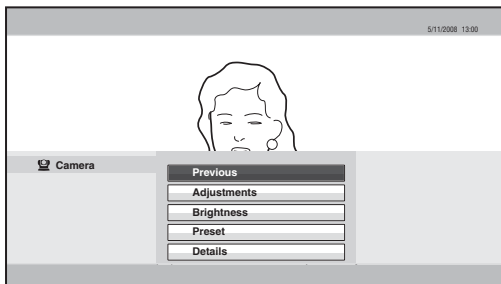 5/11/2008 13:00
Camera
Previous
Adjustments
Brightness
Preset
Details